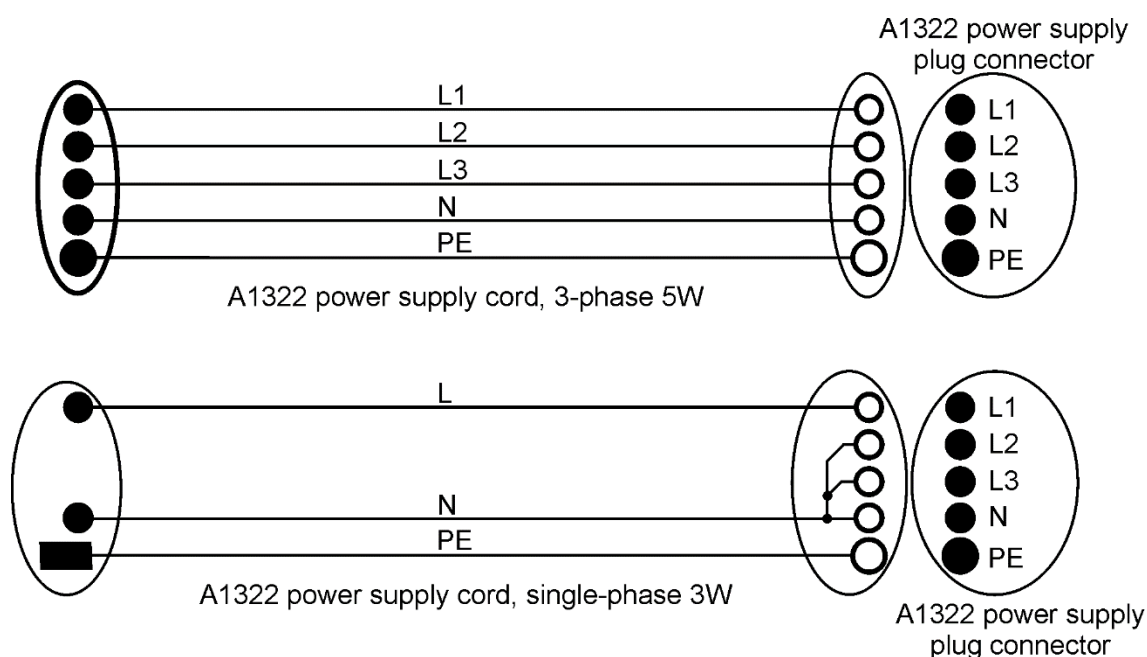 A1322 power supply
plug connector
L1
L2
L3
N
PE
L1
L2
L3
N
PE
A1322 power supply cord, 3-phase 5W
L
N
PE
L1
L2
L3
N
PE
A1322 power supply cord, single-phase 3W
A1322 power supply
plug connector